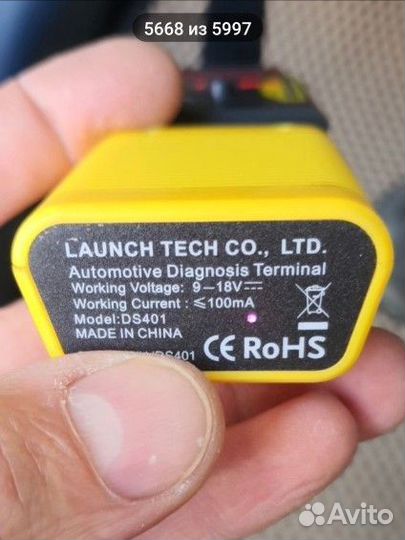 5668 из 5997
LAUNCH TECH CO., LTD.
Automotive Diagnosis Terminal
Working Voltage: 9—18V⎓
Working Current: ≤100mA
Model:DS401
MADE IN CHINA
DS401
CE RoHS
Avito